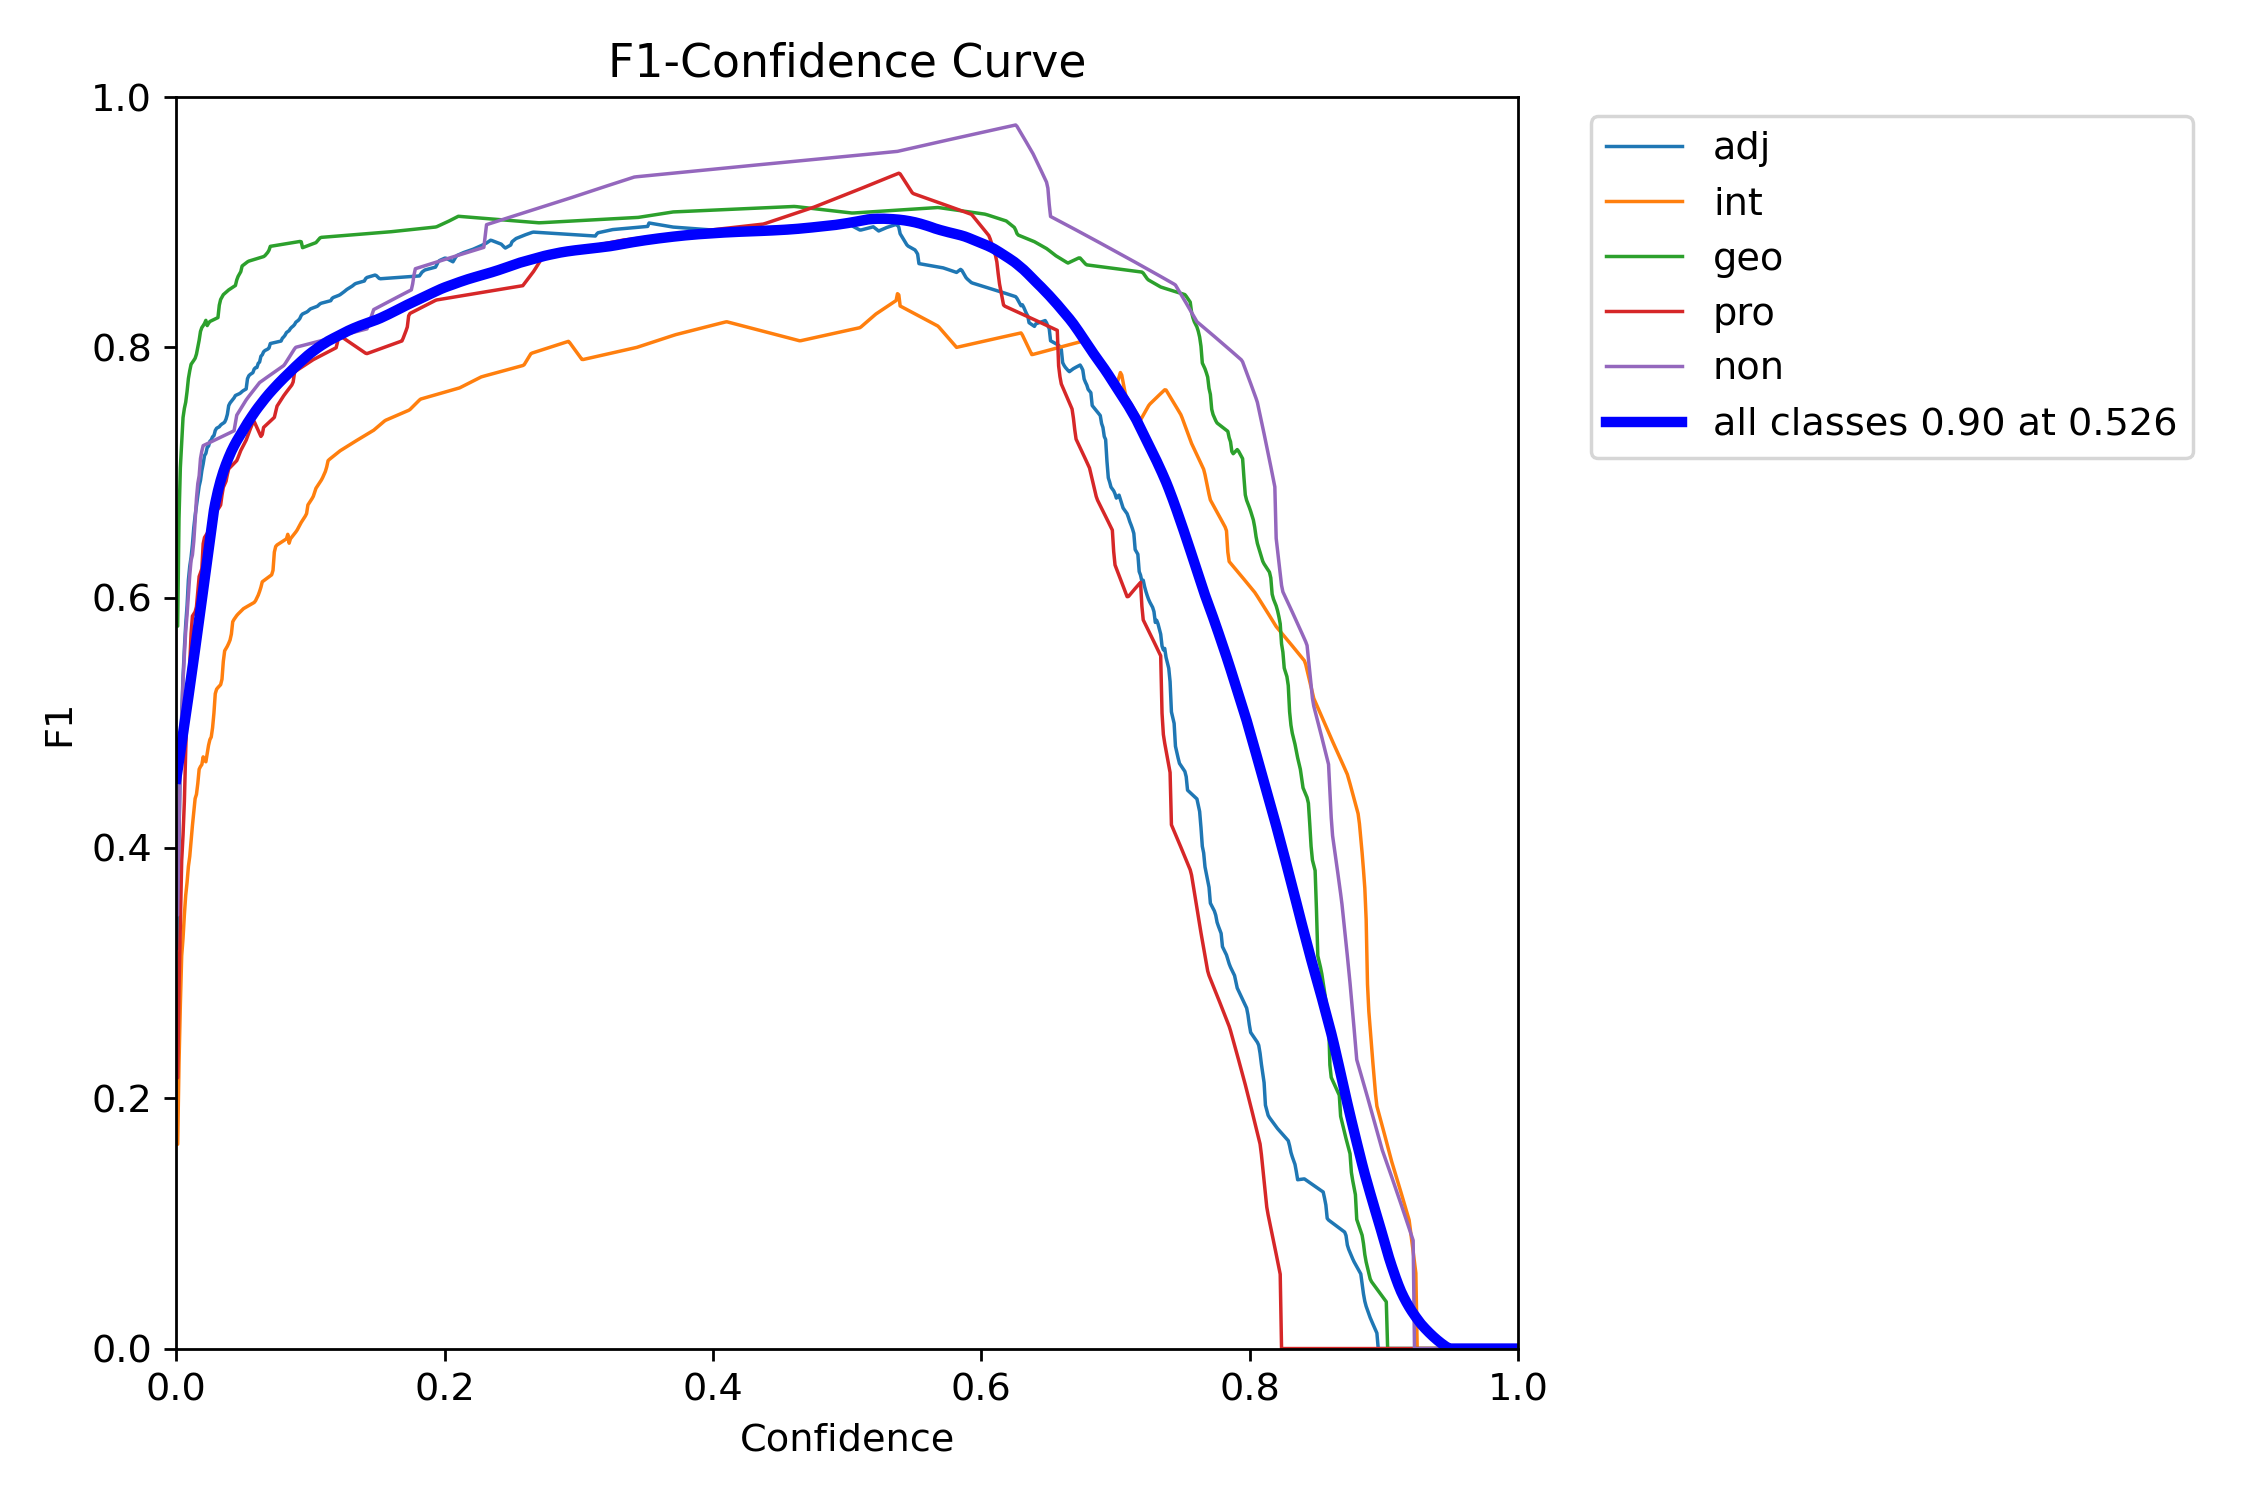 F1-Confidence Curve
1.0
0.8
0.6
0.4
0.2
0.0
F1
0.0 0.2 0.4 0.6 0.8 1.0
Confidence
adj
int
geo
pro
non
all classes 0.90 at 0.526